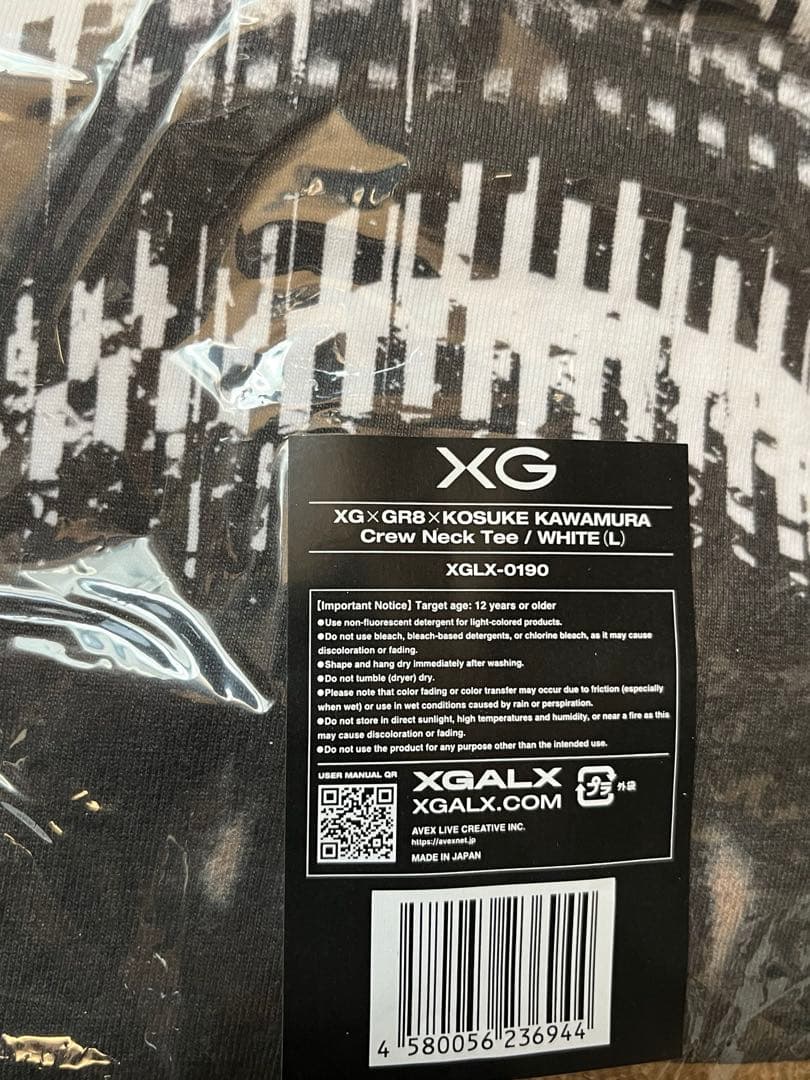 XG
XG×GR8×KOSUKE KAWAMURA
Crew Neck Tee / WHITE(L)
XGLX-0190
【Important Notice】 Target age: 12 years or older
●Use non-fluorescent detergent for light-colored products.
●Do not use bleach, bleach-based detergents, or chlorine bleach, as it may cause
discoloration or fading.
●Shape and hang dry immediately after washing.
●Do not tumble (dryer) dry.
●Please note that color fading or color transfer may occur due to friction (especially
when wet) or use in wet conditions caused by rain or perspiration.
●Do not store in direct sunlight, high temperatures and humidity, or near a fire as this
may cause discoloration or fading.
●Do not use the product for any purpose other than the intended use.
USER MANUAL QR
XGALX
XGALX.COM
プラ 外袋
AVEX LIVE CREATIVE INC.
https://avexnet.jp
MADE IN JAPAN
4 580056 236944